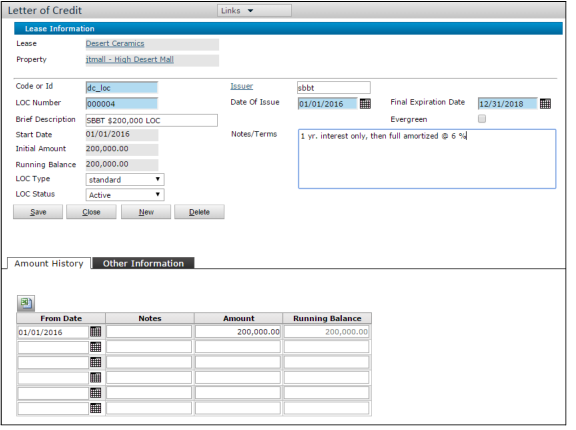 Letter of Credit Links
Lease Information
Lease Desert Ceramics
Property jtmall - High Desert Mall
Code or Id dc_loc Issuer sbbt
LOC Number 000004 Date Of Issue 01/01/2016 Final Expiration Date 12/31/2018
Brief Description SBBT $200,000 LOC Evergreen
Start Date 01/01/2016 Notes/Terms 1 yr. interest only, then full amortized @ 6 %
Initial Amount 200,000.00
Running Balance 200,000.00
LOC Type standard
LOC Status Active
Save Close New Delete
Amount History Other Information
From Date Notes Amount Running Balance
01/01/2016 200,000.00 200,000.00